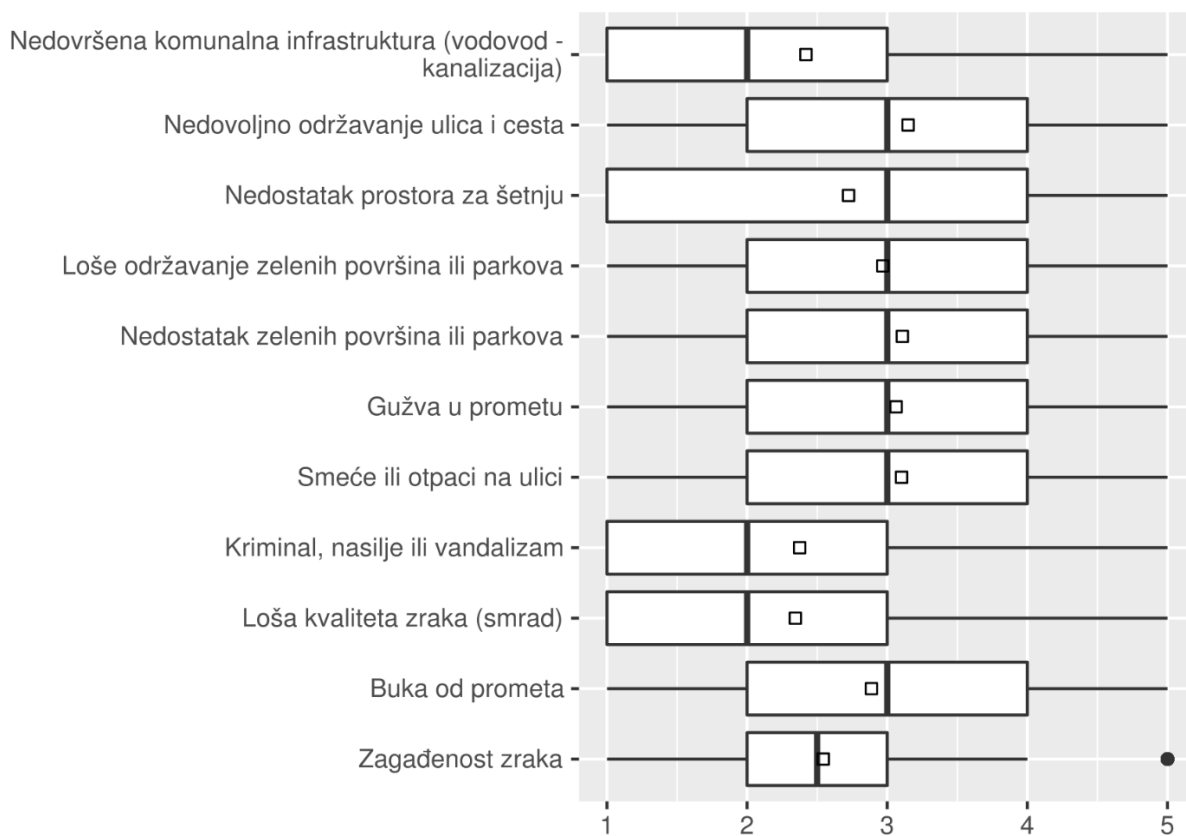 Nedovršena komunalna infrastruktura (vodovod -
kanalizacija)
Nedovoljno održavanje ulica i cesta
Nedostatak prostora za šetnju
Loše održavanje zelenih površina ili parkova
Nedostatak zelenih površina ili parkova
Gužva u prometu
Smeće ili otpaci na ulici
Kriminal, nasilje ili vandalizam
Loša kvaliteta zraka (smrad)
Buka od prometa
Zagađenost zraka
1 2 3 4 5